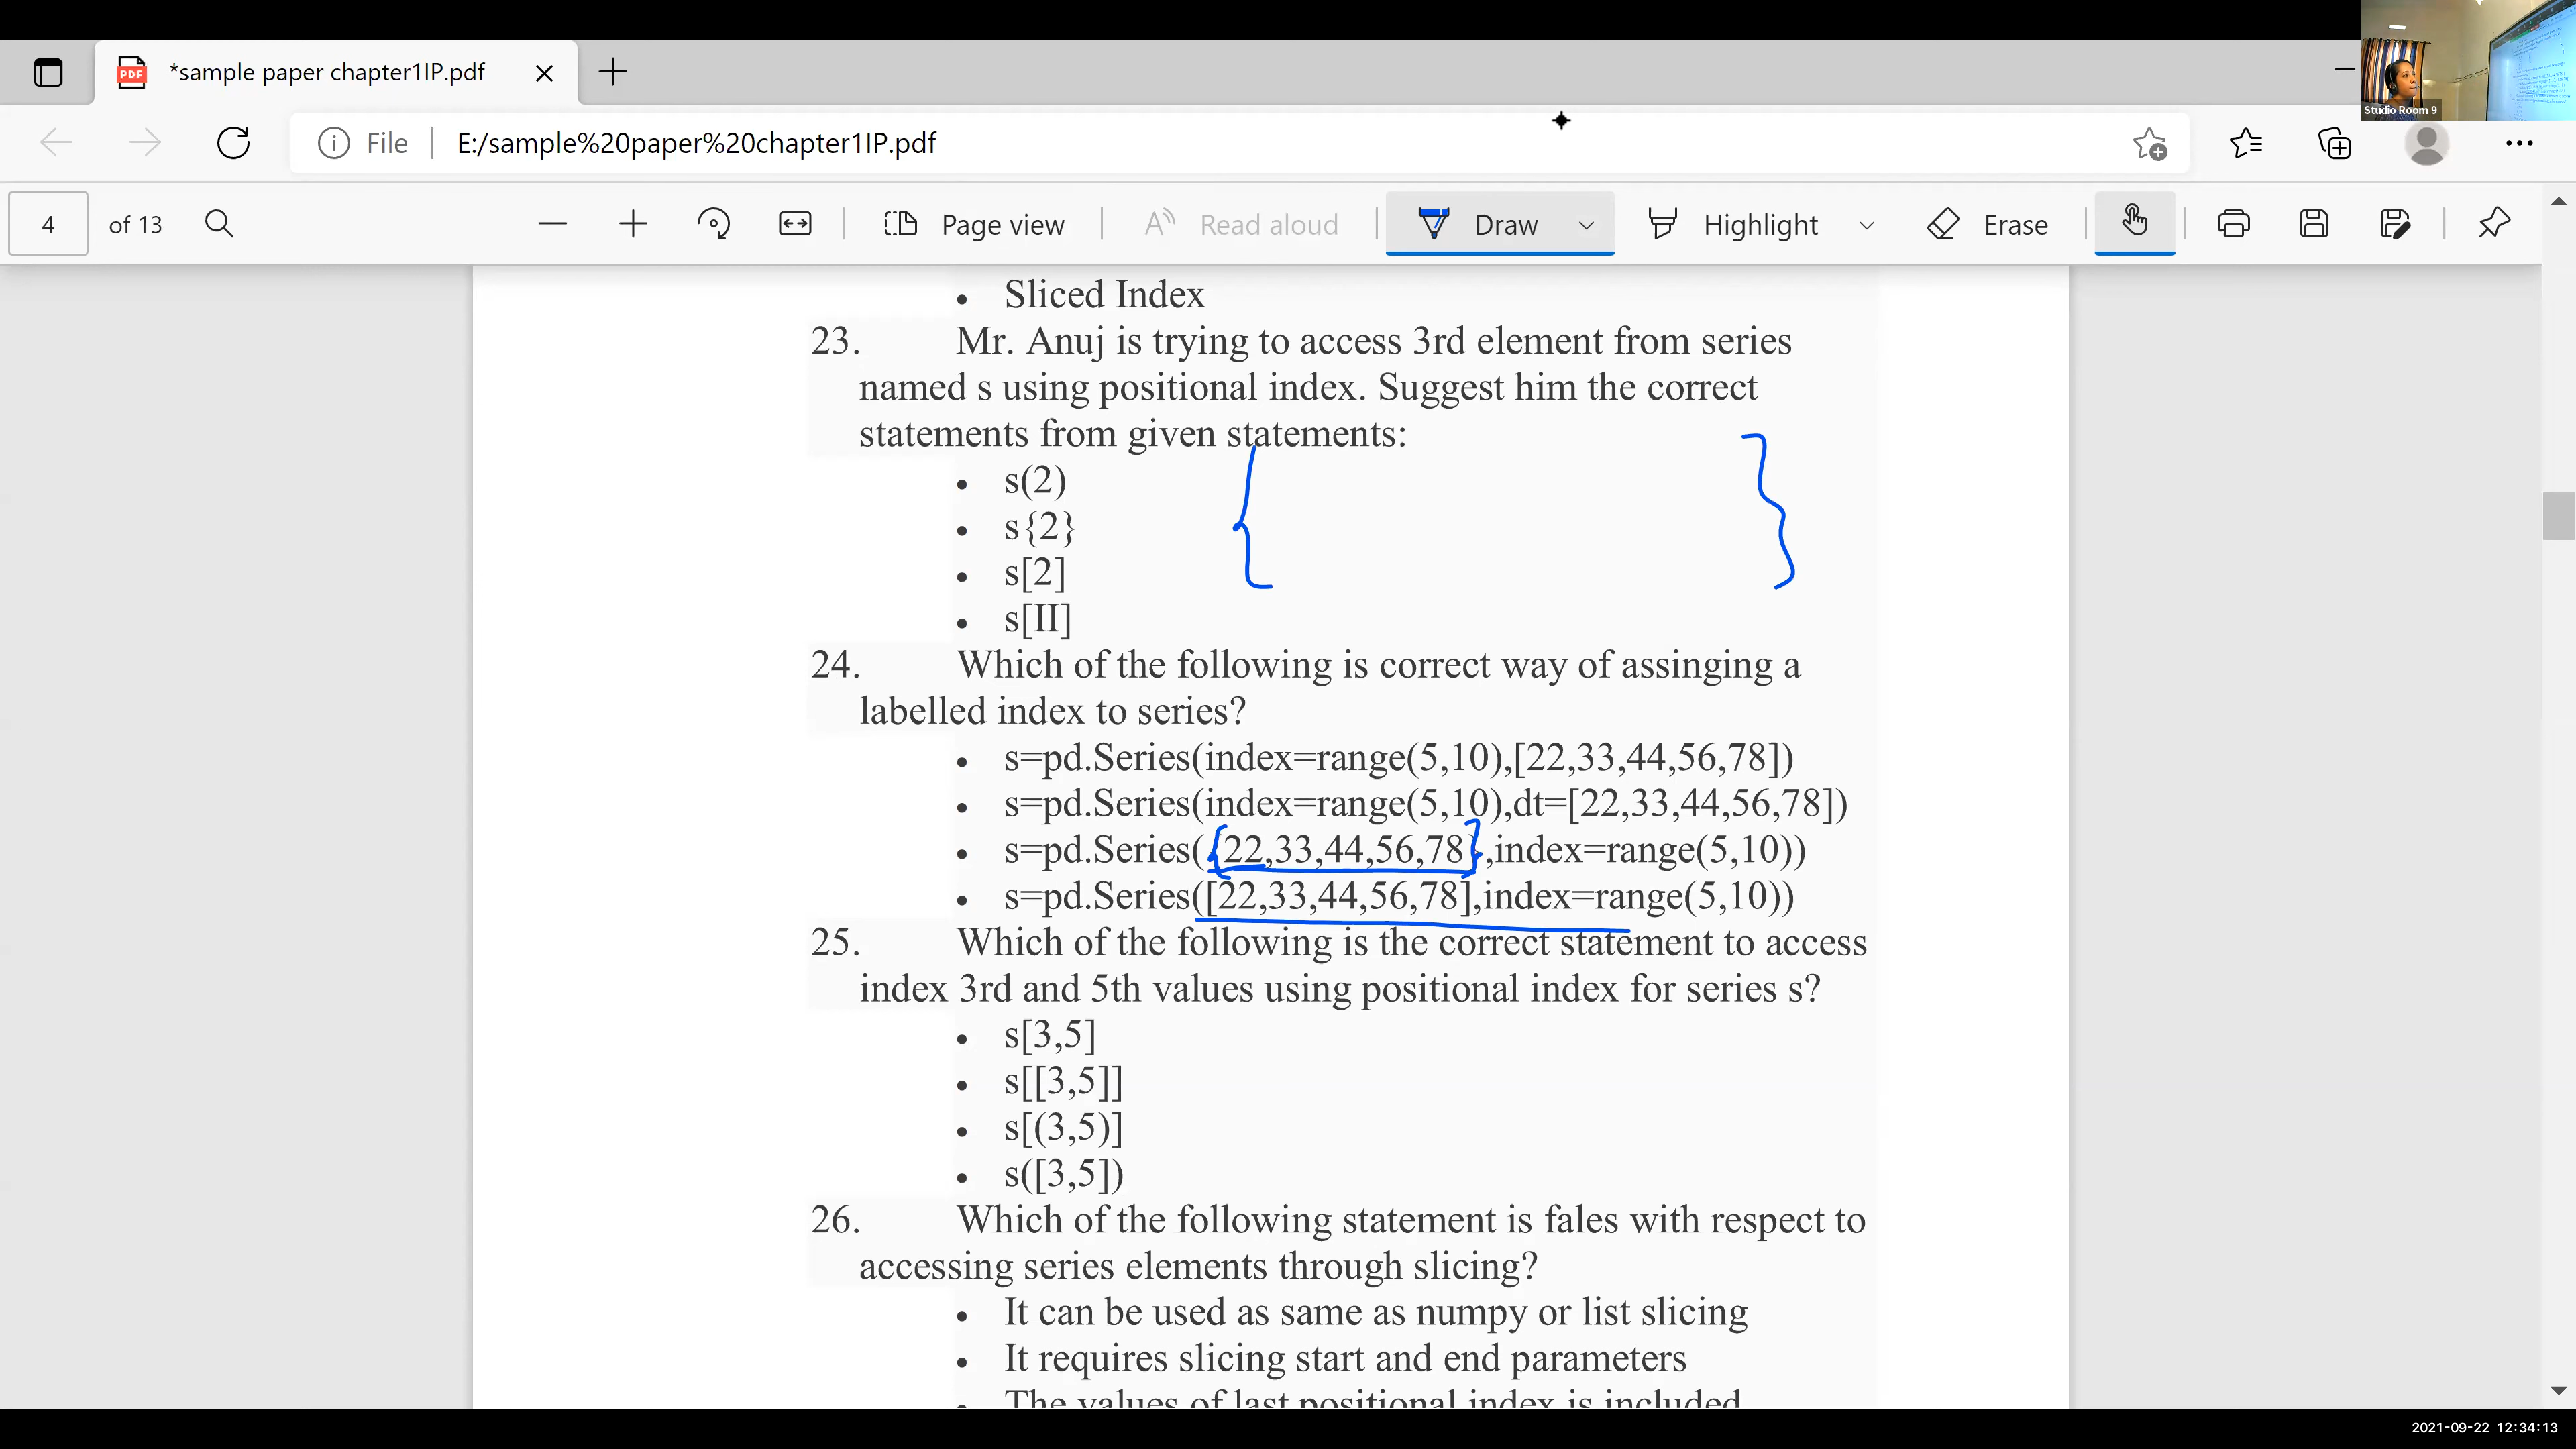 *sample paper chapter1IP.pdf
Studio Room 9
File
E:/sample%20paper%20chapter1IP.pdf
4 of 13
Page view
Read aloud
Draw
Highlight
Erase
• Sliced Index
23. Mr. Anuj is trying to access 3rd element from series
named s using positional index. Suggest him the correct
statements from given statements:
• s(2)
• s{2}
• s[2]
• s[II]
24. Which of the following is correct way of assinging a
labelled index to series?
• s=pd.Series(index=range(5,10),[22,33,44,56,78])
• s=pd.Series(index=range(5,10),dt=[22,33,44,56,78])
• s=pd.Series({22,33,44,56,78},index=range(5,10))
• s=pd.Series([22,33,44,56,78],index=range(5,10))
25. Which of the following is the correct statement to access
index 3rd and 5th values using positional index for series s?
• s[3,5]
• s[[3,5]]
• s[(3,5)]
• s([3,5])
26. Which of the following statement is fales with respect to
accessing series elements through slicing?
• It can be used as same as numpy or list slicing
• It requires slicing start and end parameters
• The values of last positional index is included
2021-09-22 12:34:13